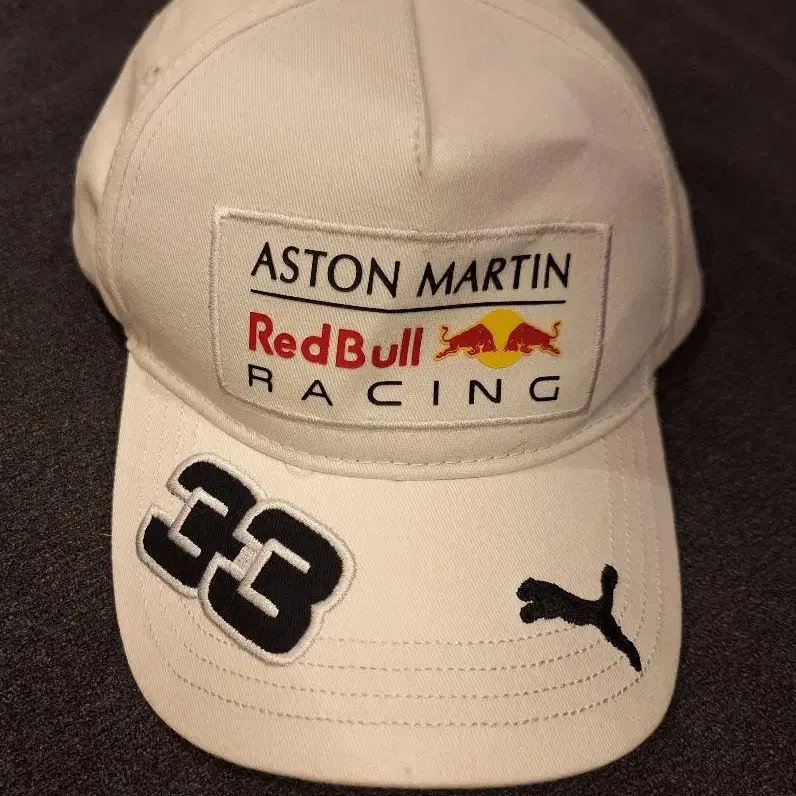 ASTON MARTIN
RedBull
RACING
33